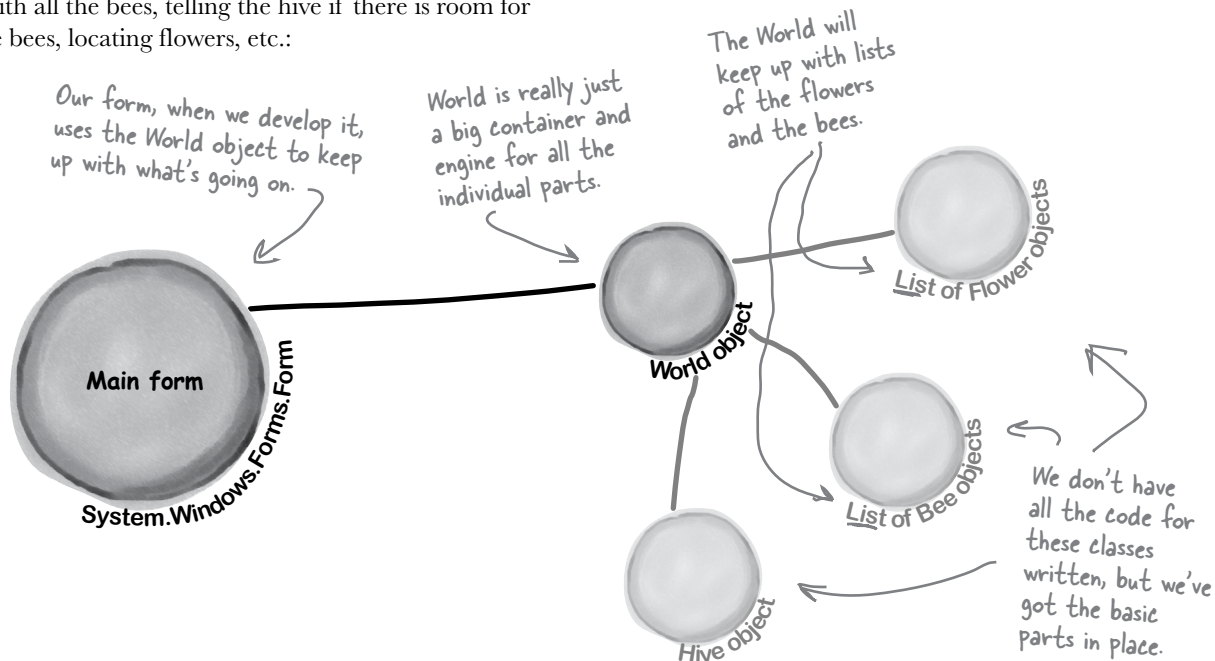 ith all the bees, telling the hive if there is room for
e bees, locating flowers, etc.:
Our form, when we develop it,
uses the World object to keep
up with what's going on.
World is really just
a big container and
engine for all the
individual parts.
The World will
keep up with lists
of the flowers
and the bees.
List of Flower objects
World object
Main form
System.Windows.Forms.Form
List of Bee objects
We don't have
all the code for
these classes
written, but we've
got the basic
parts in place.
Hive object